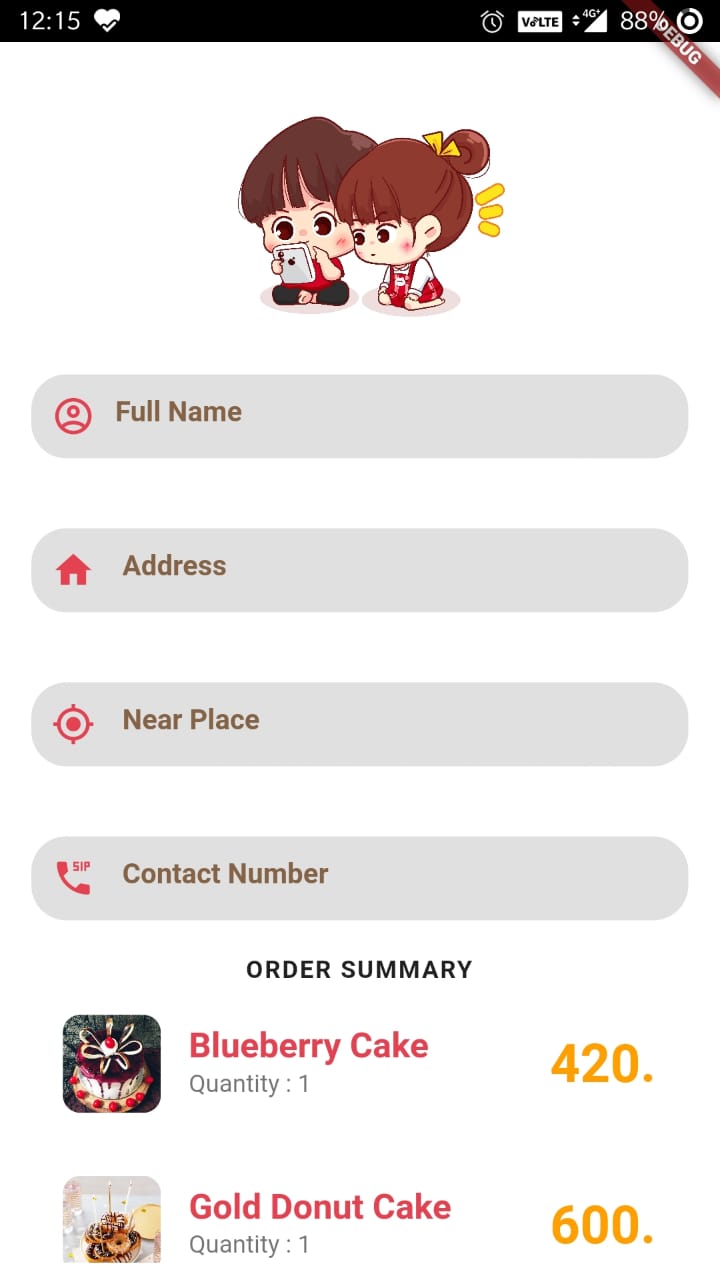 12:15
VoLTE
4G+
88%
DEBUG
Full Name
Address
Near Place
SIP
Contact Number
ORDER SUMMARY
Blueberry Cake
Quantity : 1
420.
Gold Donut Cake
Quantity : 1
600.